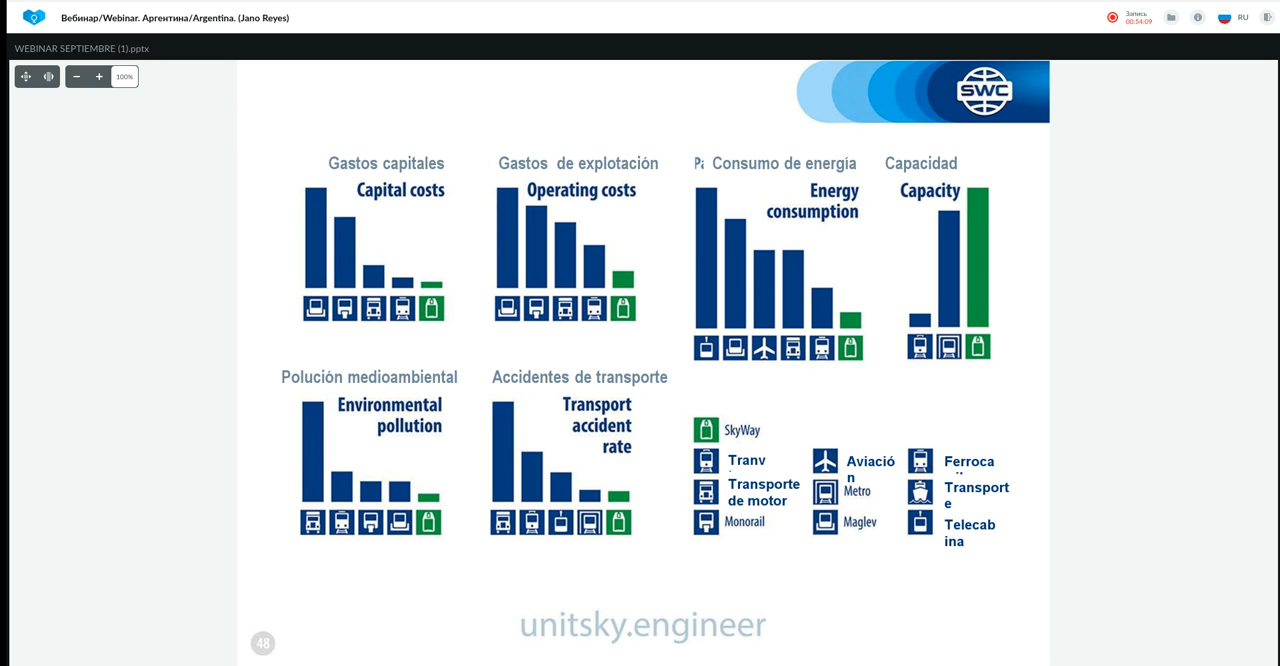 Вебинар/Webinar. Аргентина/Argentina. (Jano Reyes)
Запись
00:54:09
RU
WEBINAR SEPTIEMBRE (1).pptx
100%
SWC
Gastos capitales
Gastos de explotación
Consumo de energía
Capacidad
Capital costs
Operating costs
Energy
consumption
Capacity
Polución medioambiental
Accidentes de transporte
Environmental
pollution
Transport
accident
rate
SkyWay
Tranv
Aviació
n
Ferroca
Transporte
de motor
Metro
Transport
e
Monorail
Maglev
Telecab
ina
unitsky.engineer
48